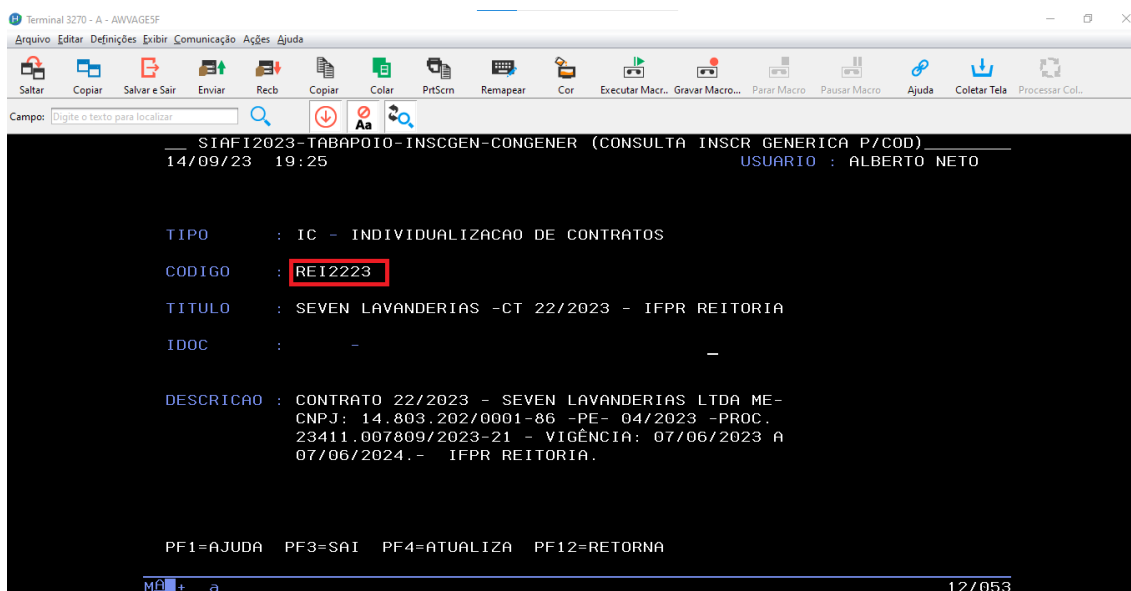 Terminal 3270 - A - AWVAGE5F
Arquivo Editar Definições Exibir Comunicação Ações Ajuda
Saltar Copiar Salvar e Sair Enviar Recb Copiar Colar PrtScrn Remapear Cor Executar Macr.. Gravar Macro... Parar Macro Pausar Macro Ajuda Coletar Tela Processar Col..
Campo: Digite o texto para localizar Aa
__ SIAFI2023-TABAPOIO-INSCGEN-CONGENER (CONSULTA INSCR GENERICA P/COD)________
14/09/23 19:25 USUARIO : ALBERTO NETO
TIPO : IC - INDIVIDUALIZACAO DE CONTRATOS
CODIGO : REI2223
TITULO : SEVEN LAVANDERIAS -CT 22/2023 - IFPR REITORIA
IDOC : -
DESCRICAO : CONTRATO 22/2023 - SEVEN LAVANDERIAS LTDA ME-
CNPJ: 14.803.202/0001-86 -PE- 04/2023 -PROC.
23411.007809/2023-21 - VIGÊNCIA: 07/06/2023 A
07/06/2024.- IFPR REITORIA.
PF1=AJUDA PF3=SAI PF4=ATUALIZA PF12=RETORNA
MA + a 12/053